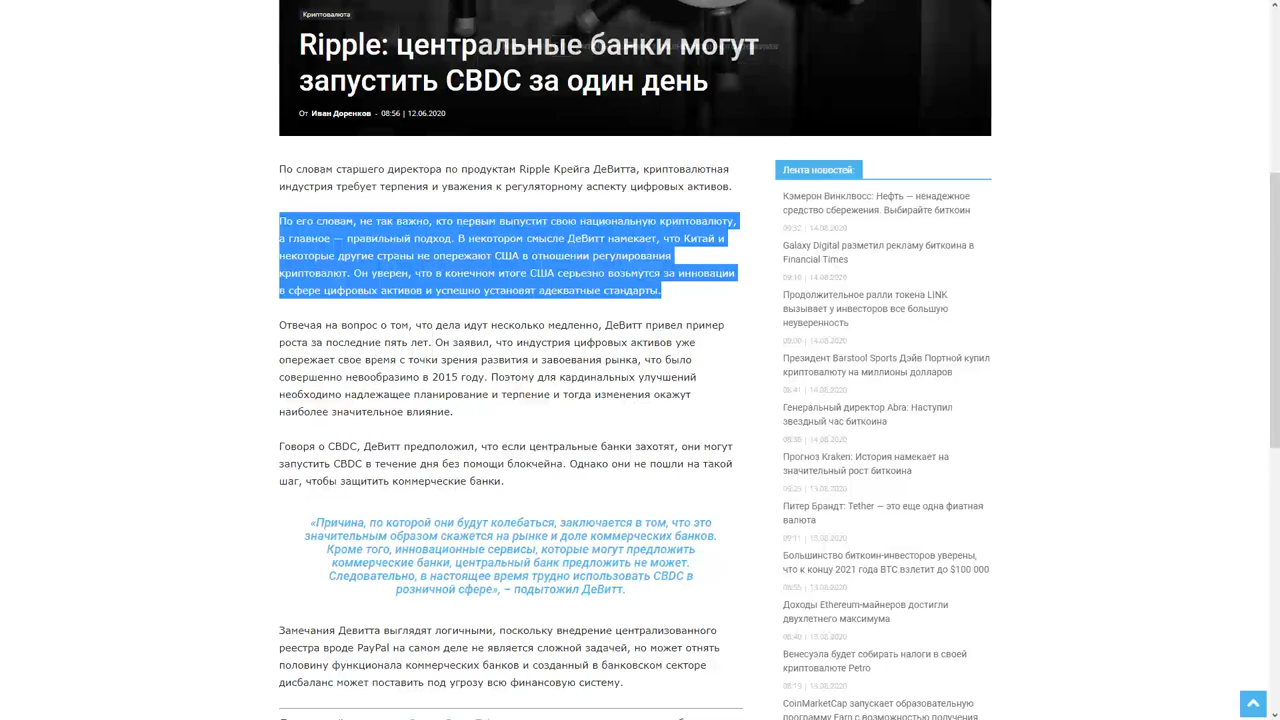 Криптовалюта
Ripple: центральные банки могут
запустить CBDC за один день
От Иван Доренков - 08:56 | 12.06.2020
По словам старшего директора по продуктам Ripple Крейга ДеВитта, криптовалютная
индустрия требует терпения и уважения к регуляторному аспекту цифровых активов.
По его словам, не так важно, кто первым выпустит свою национальную криптовалюту,
а главное — правильный подход. В некотором смысле ДеВитт намекает, что Китай и
некоторые другие страны не опережают США в отношении регулирования
криптовалют. Он уверен, что в конечном итоге США серьезно возьмутся за инновации
в сфере цифровых активов и успешно установят адекватные стандарты.
Отвечая на вопрос о том, что дела идут несколько медленно, ДеВитт привел пример
роста за последние пять лет. Он заявил, что индустрия цифровых активов уже
опережает свое время с точки зрения развития и завоевания рынка, что было
совершенно невообразимо в 2015 году. Поэтому для кардинальных улучшений
необходимо надлежащее планирование и терпение и тогда изменения окажут
наиболее значительное влияние.
Говоря о CBDC, ДеВитт предположил, что если центральные банки захотят, они могут
запустить CBDC в течение дня без помощи блокчейна. Однако они не пошли на такой
шаг, чтобы защитить коммерческие банки.
«Причина, по которой они будут колебаться, заключается в том, что это
значительным образом скажется на рынке и доле коммерческих банков.
Кроме того, инновационные сервисы, которые могут предложить
коммерческие банки, центральный банк предложить не может.
Следовательно, в настоящее время трудно использовать CBDC в
розничной сфере», – подытожил ДеВитт.
Замечания Девитта выглядят логичными, поскольку внедрение централизованного
реестра вроде PayPal на самом деле не является сложной задачей, но может отнять
половину функционала коммерческих банков и созданный в банковском секторе
дисбаланс может поставить под угрозу всю финансовую систему.
Лента новостей:
Кэмерон Винклвосс: Нефть — ненадежное
средство сбережения. Выбирайте биткоин
09:32 | 14.08.2020
Galaxy Digital разметил рекламу биткоина в
Financial Times
09:16 | 14.08.2020
Продолжительное ралли токена LINK
вызывает у инвесторов все большую
неуверенность
09:00 | 14.08.2020
Президент Barstool Sports Дэйв Портной купил
криптовалюту на миллионы долларов
08:41 | 14.08.2020
Генеральный директор Abra: Наступил
звездный час биткоина
08:36 | 14.08.2020
Прогноз Kraken: История намекает на
значительный рост биткоина
09:25 | 13.08.2020
Питер Брандт: Tether — это еще одна фиатная
валюта
09:11 | 13.08.2020
Большинство биткоин-инвесторов уверены,
что к концу 2021 года BTC взлетит до $100 000
08:55 | 13.08.2020
Доходы Ethereum-майнеров достигли
двухлетнего максимума
08:40 | 13.08.2020
Венесуэла будет собирать налоги в своей
криптовалюте Petro
08:13 | 13.08.2020
CoinMarketCap запускает образовательную
программу Earn с возможностью получения